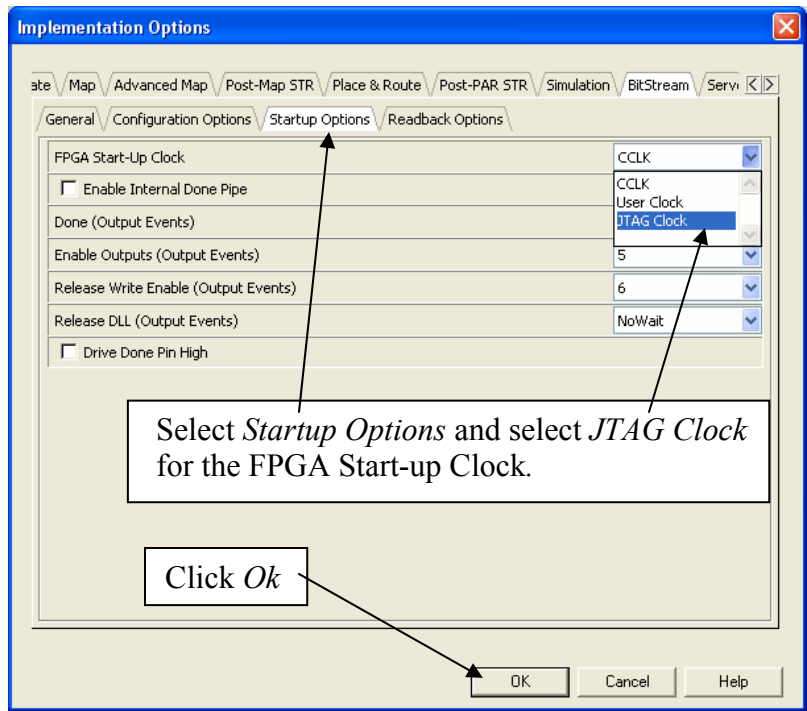 Implementation Options
ate Map Advanced Map Post-Map STR Place & Route Post-PAR STR Simulation BitStream Serv
General Configuration Options Startup Options Readback Options
FPGA Start-Up Clock CCLK
Enable Internal Done Pipe CCLK
User Clock
Done (Output Events) JTAG Clock
Enable Outputs (Output Events) 5
Release Write Enable (Output Events) 6
Release DLL (Output Events) NoWait
Drive Done Pin High
Select Startup Options and select JTAG Clock
for the FPGA Start-up Clock.
Click Ok
OK Cancel Help